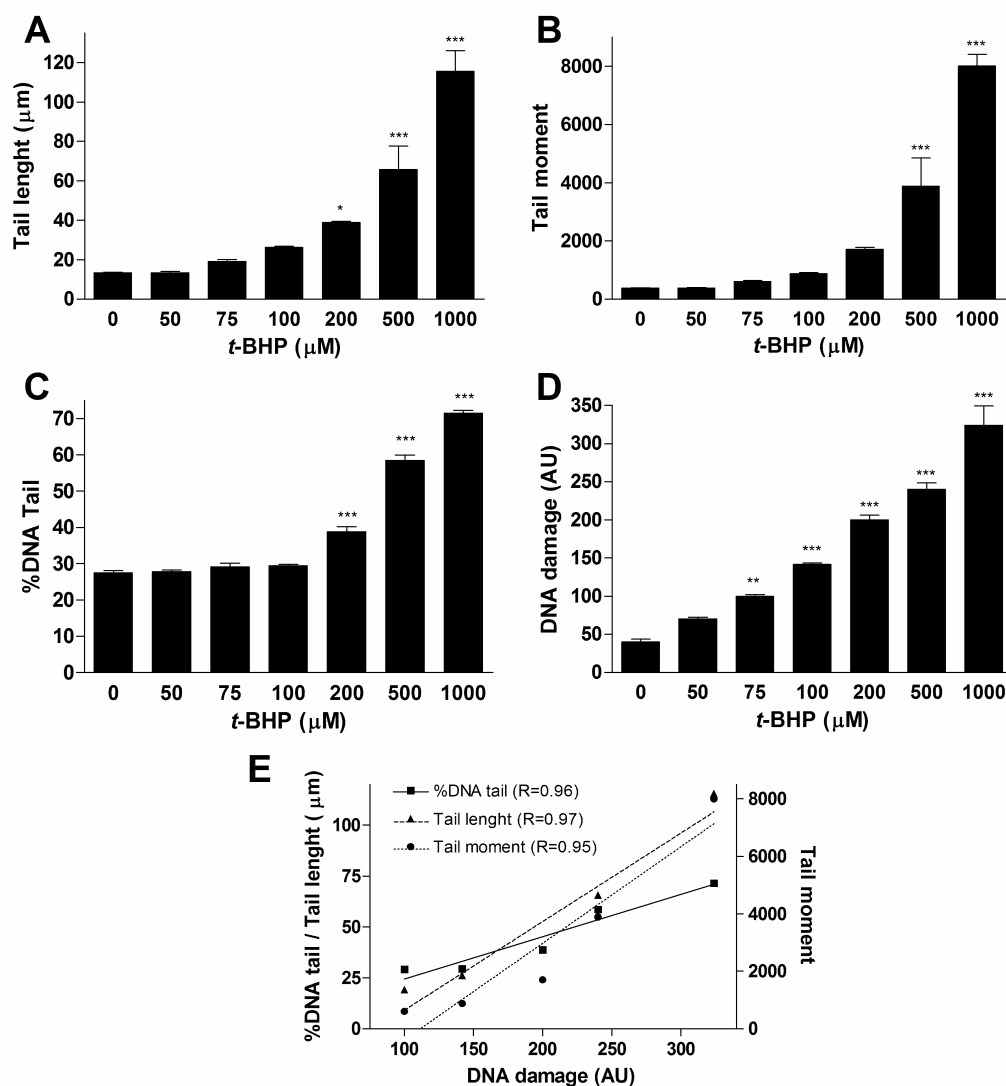 A
Tail lenght (μm)
120
100
80
60
40
20
0
***
***
*
0 50 75 100 200 500 1000
t-BHP (μM)
B
Tail moment
8000
6000
4000
2000
0
***
***
0 50 75 100 200 500 1000
t-BHP (μM)
C
%DNA Tail
70
60
50
40
30
20
10
0
***
***
***
0 50 75 100 200 500 1000
t-BHP (μM)
D
DNA damage (AU)
350
300
250
200
150
100
50
0
***
***
***
***
**
0 50 75 100 200 500 1000
t-BHP (μM)
E
%DNA tail / Tail lenght ( μm)
100
75
50
25
0
%DNA tail (R=0.96)
Tail lenght (R=0.97)
Tail moment (R=0.95)
8000
6000
4000
2000
0
Tail moment
100 150 200 250 300
DNA damage (AU)